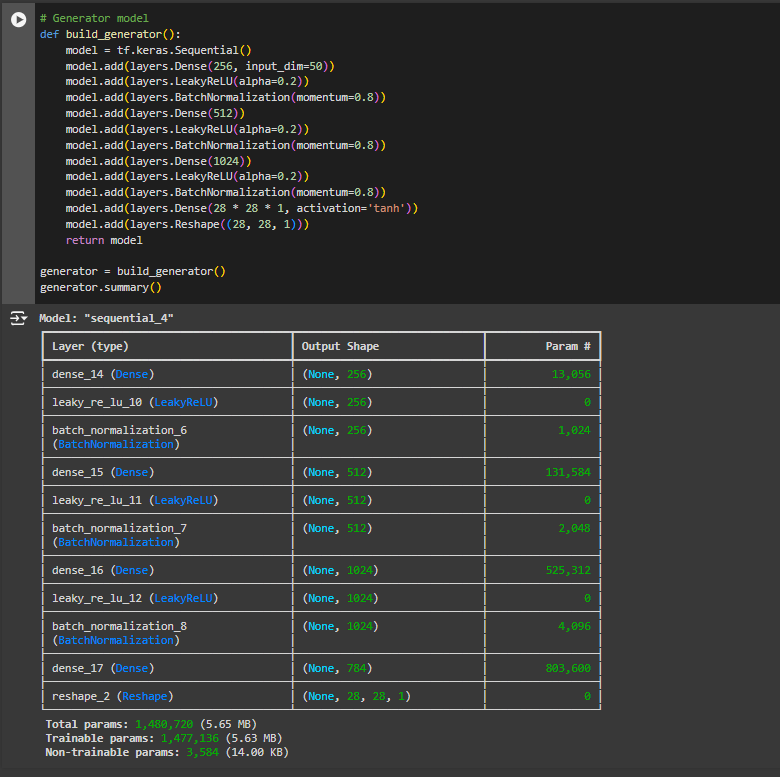 # Generator model
def build_generator():
    model = tf.keras.Sequential()
    model.add(layers.Dense(256, input_dim=50))
    model.add(layers.LeakyReLU(alpha=0.2))
    model.add(layers.BatchNormalization(momentum=0.8))
    model.add(layers.Dense(512))
    model.add(layers.LeakyReLU(alpha=0.2))
    model.add(layers.BatchNormalization(momentum=0.8))
    model.add(layers.Dense(1024))
    model.add(layers.LeakyReLU(alpha=0.2))
    model.add(layers.BatchNormalization(momentum=0.8))
    model.add(layers.Dense(28 * 28 * 1, activation='tanh'))
    model.add(layers.Reshape((28, 28, 1)))
    return model

generator = build_generator()
generator.summary()
Model: "sequential_4"
Layer (type) Output Shape Param #
dense_14 (Dense) (None, 256) 13,056
leaky_re_lu_10 (LeakyReLU) (None, 256) 0
batch_normalization_6 (None, 256) 1,024
(BatchNormalization)
dense_15 (Dense) (None, 512) 131,584
leaky_re_lu_11 (LeakyReLU) (None, 512) 0
batch_normalization_7 (None, 512) 2,048
(BatchNormalization)
dense_16 (Dense) (None, 1024) 525,312
leaky_re_lu_12 (LeakyReLU) (None, 1024) 0
batch_normalization_8 (None, 1024) 4,096
(BatchNormalization)
dense_17 (Dense) (None, 784) 803,600
reshape_2 (Reshape) (None, 28, 28, 1) 0
Total params: 1,480,720 (5.65 MB)
Trainable params: 1,477,136 (5.63 MB)
Non-trainable params: 3,584 (14.00 KB)